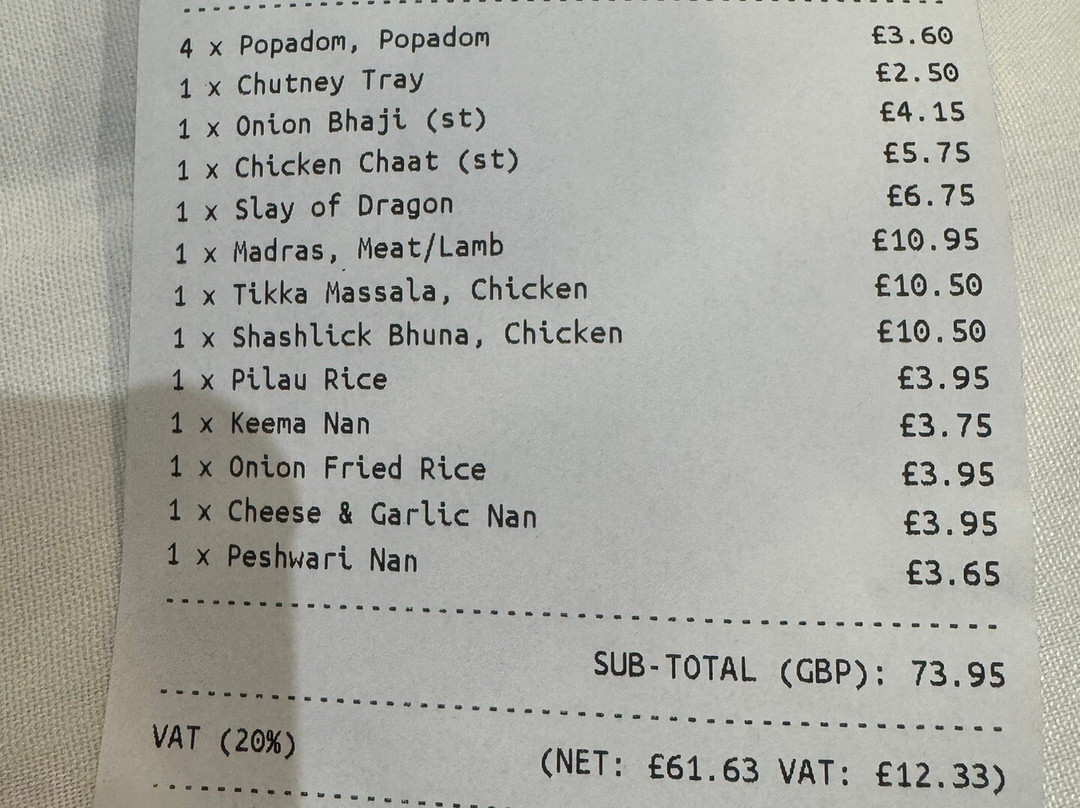 4 x Popadom, Popadom £3.60
1 x Chutney Tray £2.50
1 x Onion Bhaji (st) £4.15
1 x Chicken Chaat (st) £5.75
1 x Slay of Dragon £6.75
1 x Madras, Meat/Lamb £10.95
1 x Tikka Massala, Chicken £10.50
1 x Shashlick Bhuna, Chicken £10.50
1 x Pilau Rice £3.95
1 x Keema Nan £3.75
1 x Onion Fried Rice £3.95
1 x Cheese & Garlic Nan £3.95
1 x Peshwari Nan £3.65
SUB-TOTAL (GBP): 73.95
VAT (20%) (NET: £61.63 VAT: £12.33)